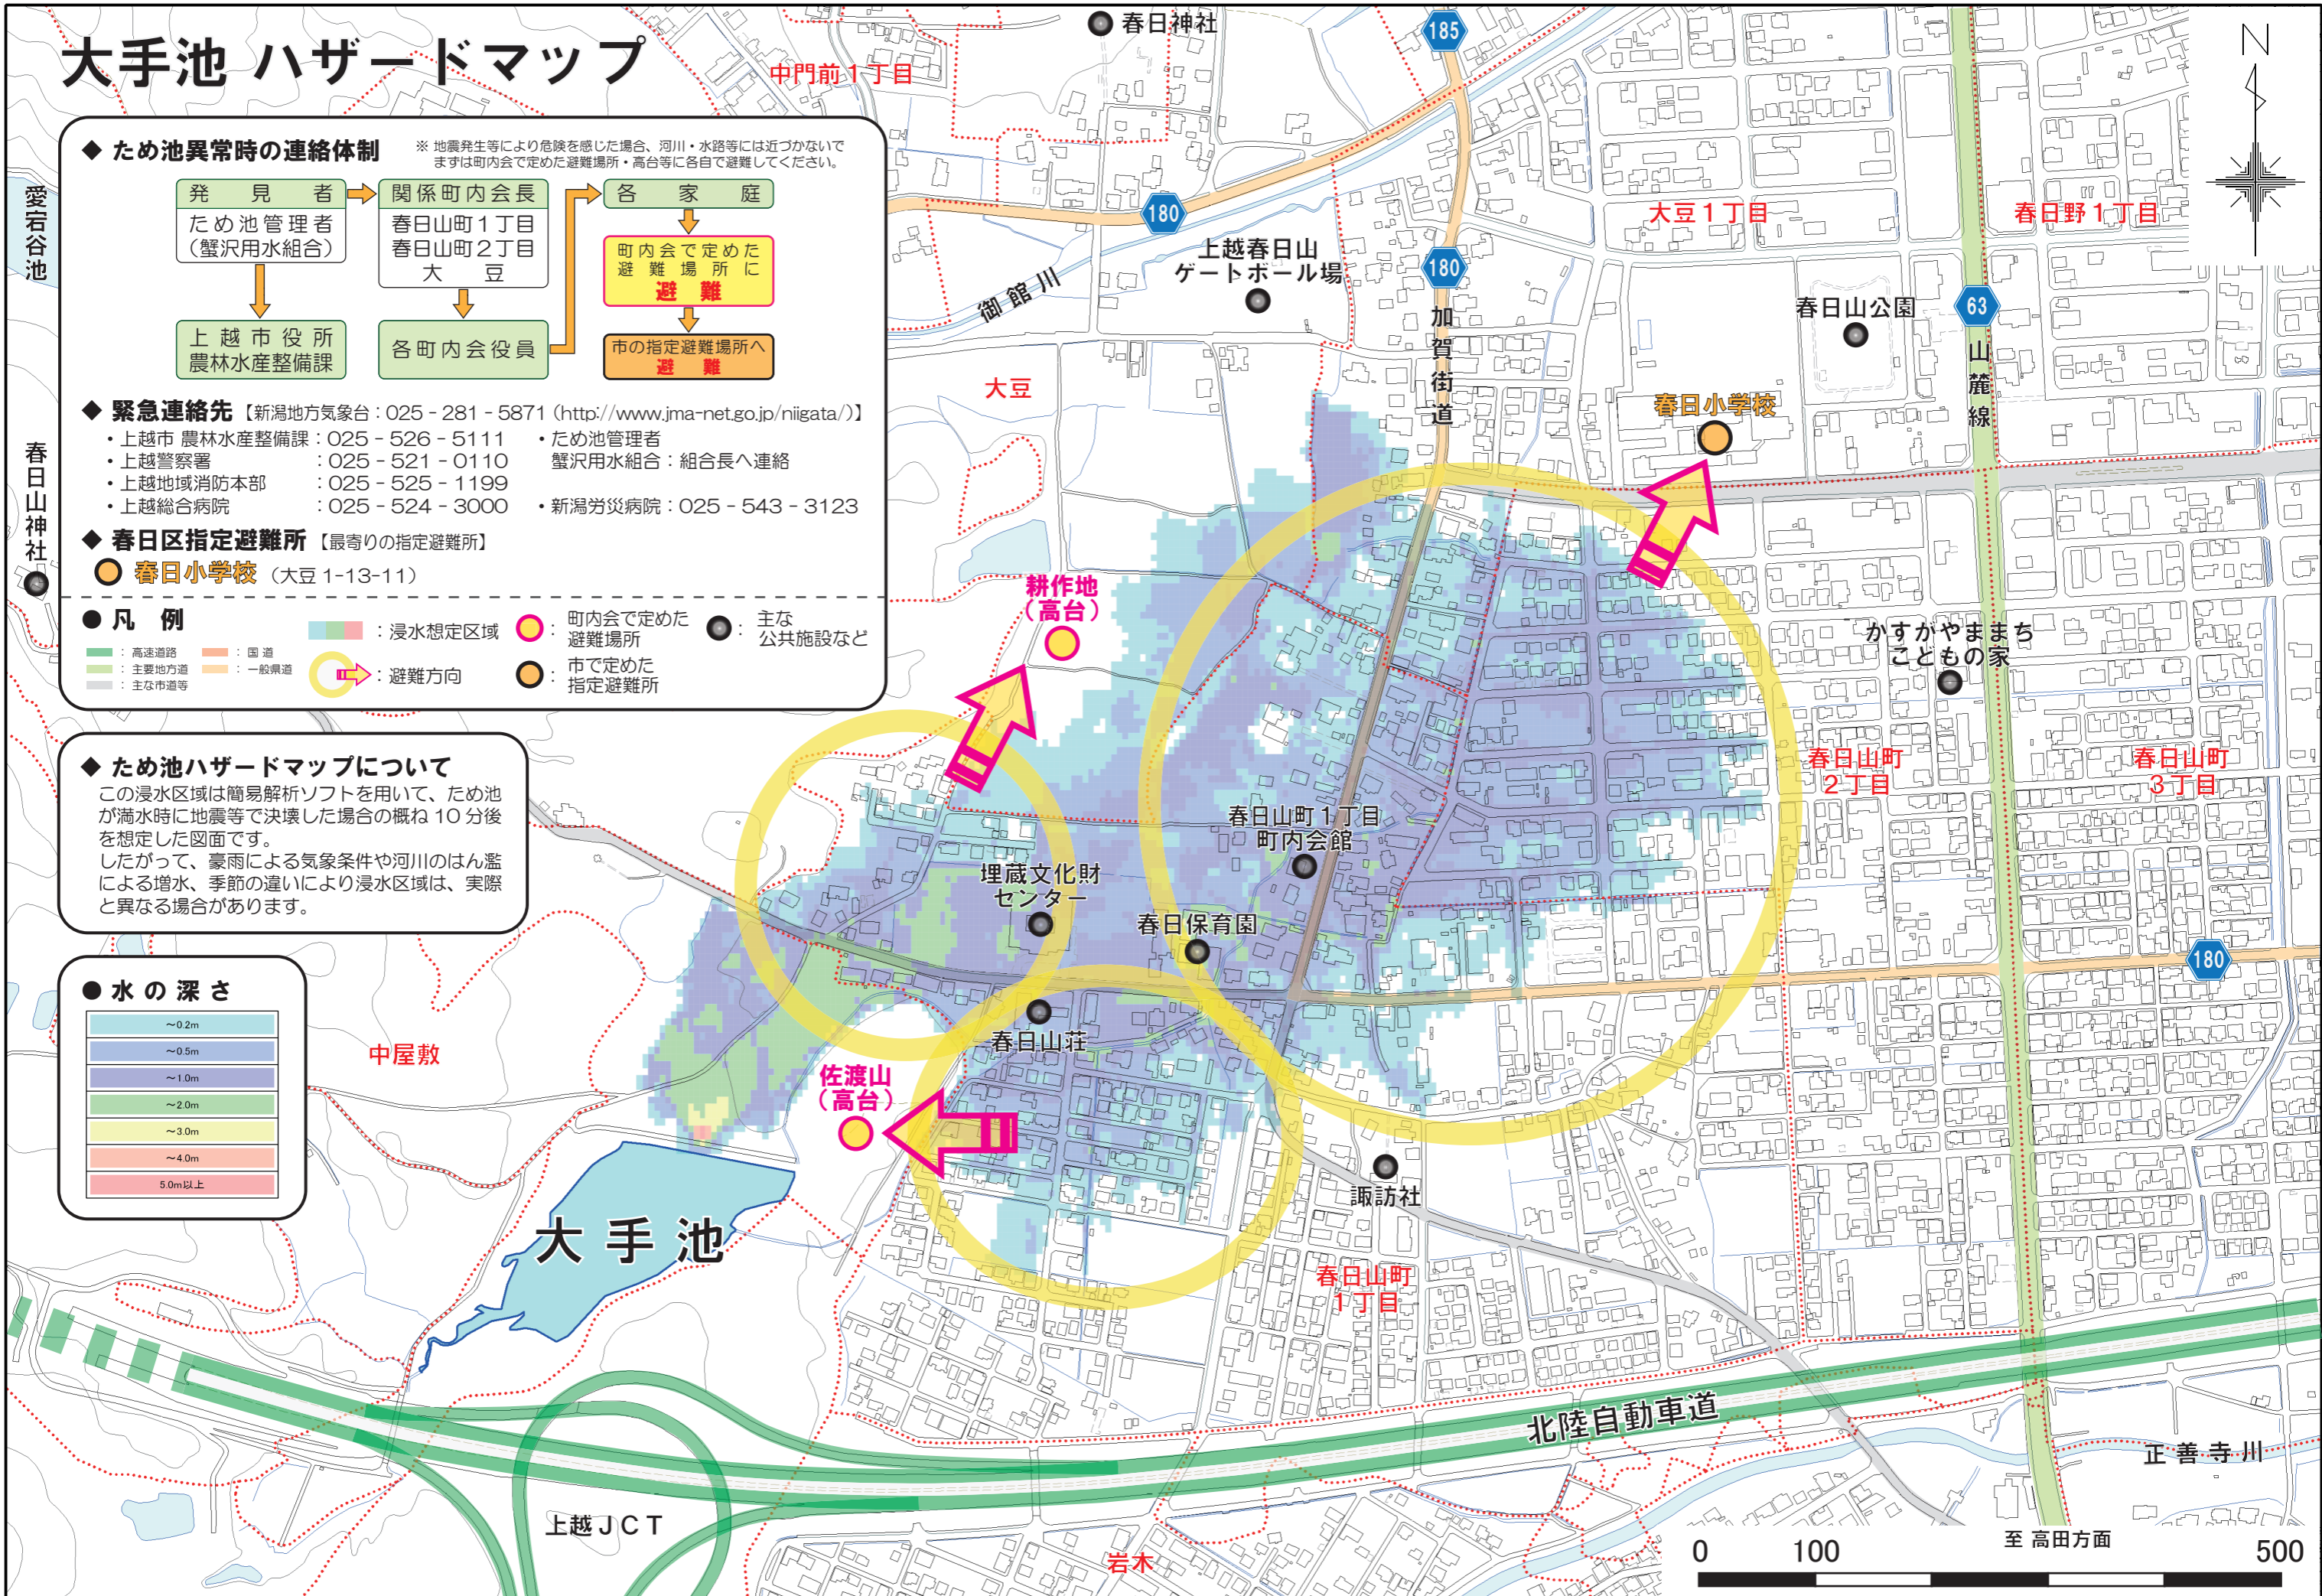 大手池 ハザードマップ
◆ ため池異常時の連絡体制
※ 地震発生等により危険を感じた場合、河川・水路等には近づかないで
まずは町内会で定めた避難場所・高台等に各自で避難してください。
発見者
ため池管理者
（蟹沢用水組合）
上越市役所
農林水産整備課
関係町内会長
春日山町１丁目
春日山町２丁目
大豆
各町内会役員
各家庭
町内会で定めた
避難場所に
避難
市の指定避難場所へ
避難
◆ 緊急連絡先 【新潟地方気象台：025 - 281 - 5871（http://www.jma-net.go.jp/niigata/）】
・上越市 農林水産整備課：025 - 526 - 5111
・上越警察署 ：025 - 521 - 0110
・上越地域消防本部 ：025 - 525 - 1199
・上越総合病院 ：025 - 524 - 3000
・ため池管理者
蟹沢用水組合：組合長へ連絡
・新潟労災病院：025 - 543 - 3123
◆ 春日区指定避難所 【最寄りの指定避難所】
春日小学校 （大豆 1-13-11）
● 凡例
：高速道路
：主要地方道
：主な市道等
：国道
：一般県道
：浸水想定区域
：避難方向
：町内会で定めた
避難場所
：市で定めた
指定避難所
：主な
公共施設など
◆ ため池ハザードマップについて
この浸水区域は簡易解析ソフトを用いて、ため池
が満水時に地震等で決壊した場合の概ね 10 分後
を想定した図面です。
したがって、豪雨による気象条件や河川のはん濫
による増水、季節の違いにより浸水区域は、実際
と異なる場合があります。
● 水の深さ
～0.2m
～0.5m
～1.0m
～2.0m
～3.0m
～4.0m
5.0m以上
愛宕谷池
春日山神社
春日神社
中門前１丁目
185
180
180
63
180
N
大豆１丁目
春日野１丁目
上越春日山
ゲートボール場
御館川
加賀街道
春日山公園
山麓線
大豆
春日小学校
耕作地
（高台）
かすがやままち
こどもの家
春日山町
２丁目
春日山町
３丁目
春日山町１丁目
町内会館
埋蔵文化財
センター
春日保育園
春日山荘
中屋敷
佐渡山
（高台）
諏訪社
大手池
春日山町
１丁目
北陸自動車道
正善寺川
上越ＪＣＴ
岩木
至 高田方面
0
100
500